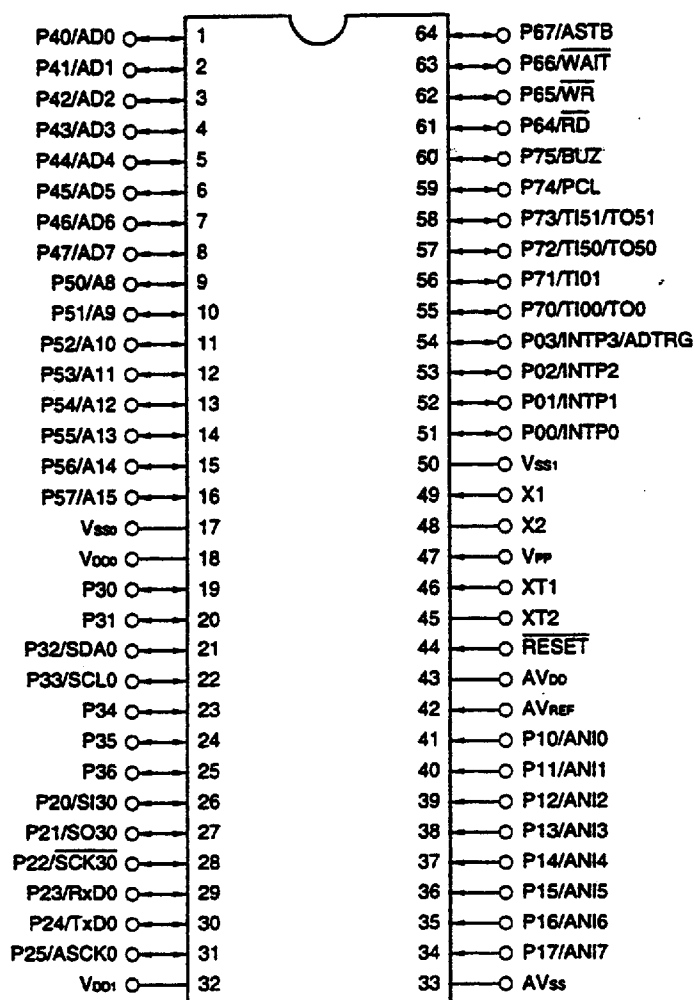 P40/AD0 1 64 P67/ASTB
P41/AD1 2 63 P66/WAIT
P42/AD2 3 62 P65/WR
P43/AD3 4 61 P64/RD
P44/AD4 5 60 P75/BUZ
P45/AD5 6 59 P74/PCL
P46/AD6 7 58 P73/TI51/TO51
P47/AD7 8 57 P72/TI50/TO50
P50/A8 9 56 P71/TI01
P51/A9 10 55 P70/TI00/TO0
P52/A10 11 54 P03/INTP3/ADTRG
P53/A11 12 53 P02/INTP2
P54/A12 13 52 P01/INTP1
P55/A13 14 51 P00/INTP0
P56/A14 15 50 VSS1
P57/A15 16 49 X1
VSS0 17 48 X2
VDD0 18 47 VPP
P30 19 46 XT1
P31 20 45 XT2
P32/SDA0 21 44 RESET
P33/SCL0 22 43 AVDD
P34 23 42 AVREF
P35 24 41 P10/ANI0
P36 25 40 P11/ANI1
P20/SI30 26 39 P12/ANI2
P21/SO30 27 38 P13/ANI3
P22/SCK30 28 37 P14/ANI4
P23/RxD0 29 36 P15/ANI5
P24/TxD0 30 35 P16/ANI6
P25/ASCK0 31 34 P17/ANI7
VDD1 32 33 AVSS